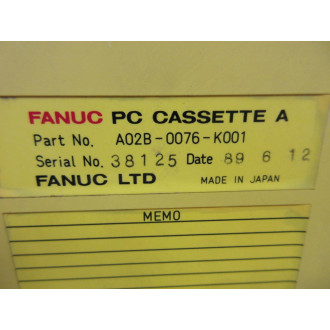 FANUC PC CASSETTE A
Part No. A02B-0076-K001
Serial No. 38125 Date 89 6 12
FANUC LTD MADE IN JAPAN
MEMO